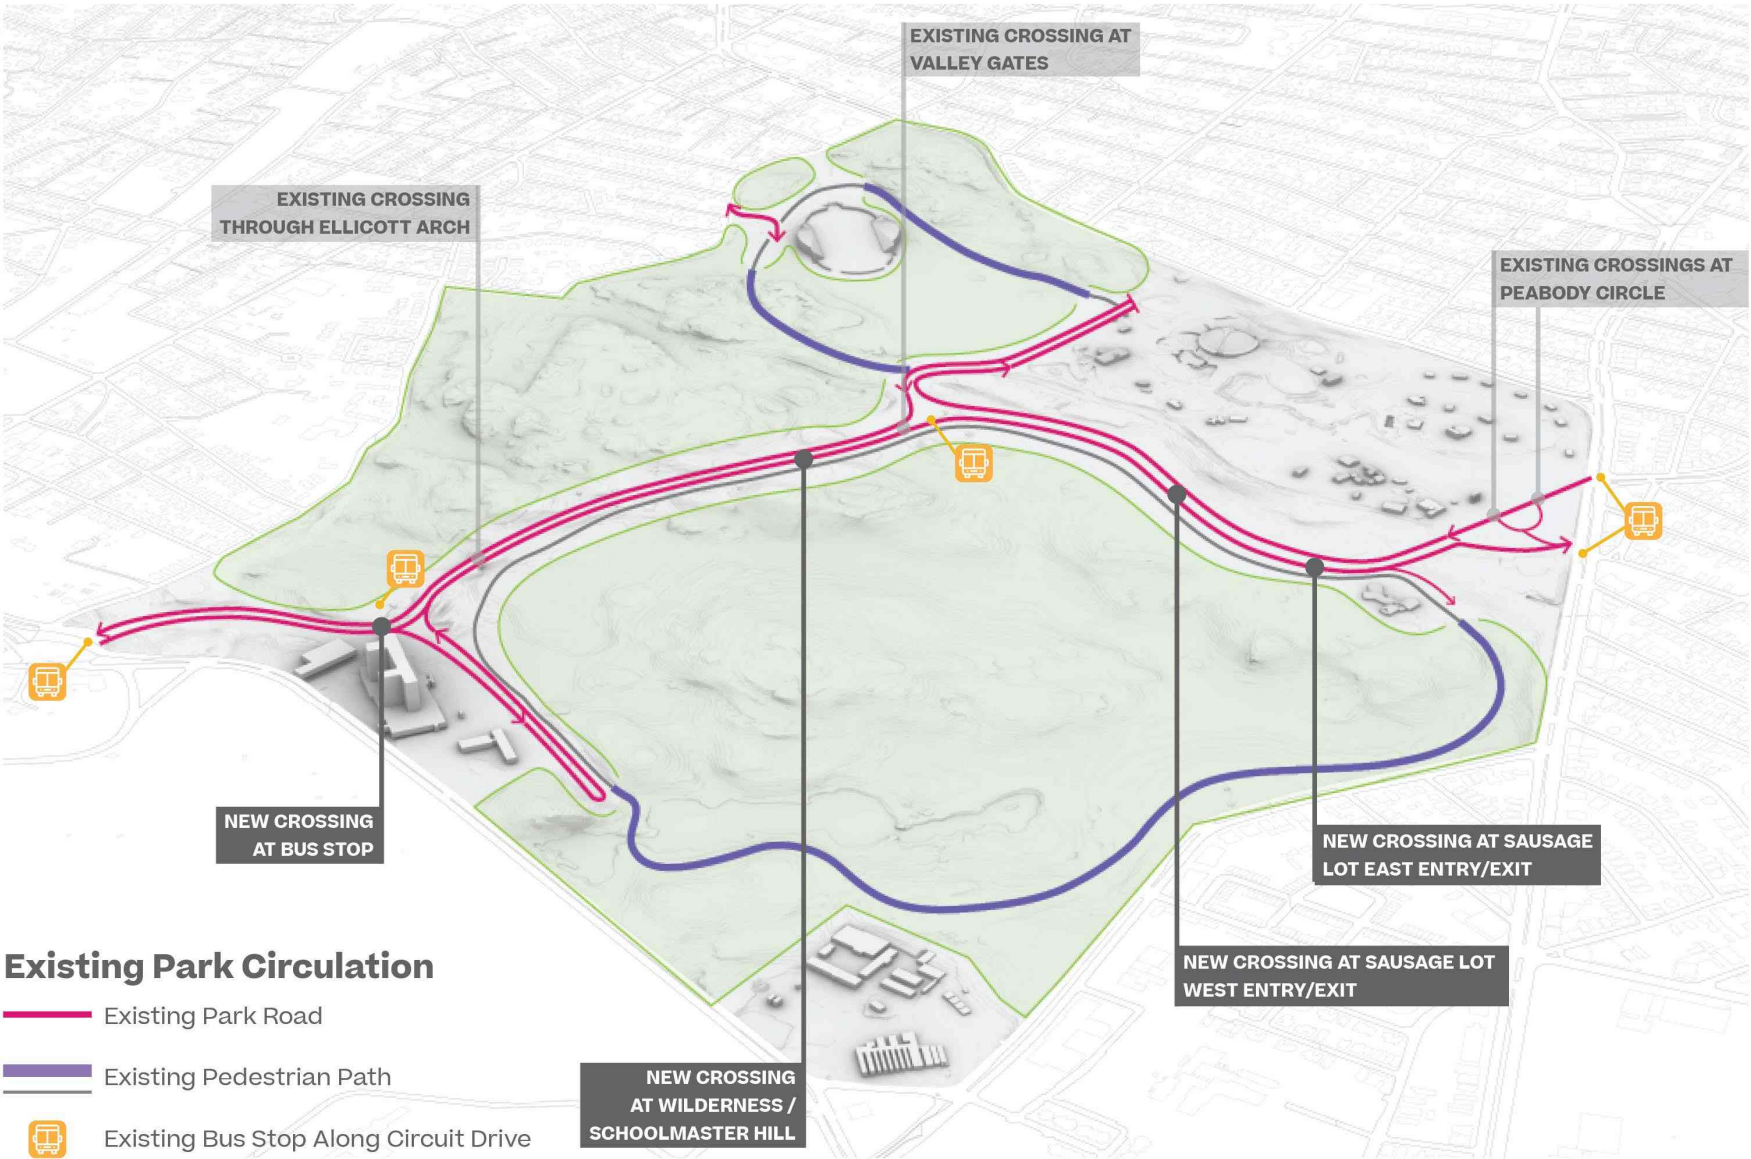 EXISTING CROSSING AT
VALLEY GATES
EXISTING CROSSING
THROUGH ELLICOTT ARCH
EXISTING CROSSINGS AT
PEABODY CIRCLE
NEW CROSSING
AT BUS STOP
NEW CROSSING AT SAUSAGE
LOT EAST ENTRY/EXIT
NEW CROSSING AT SAUSAGE LOT
WEST ENTRY/EXIT
NEW CROSSING
AT WILDERNESS /
SCHOOLMASTER HILL
Existing Park Circulation
Existing Park Road
Existing Pedestrian Path
Existing Bus Stop Along Circuit Drive